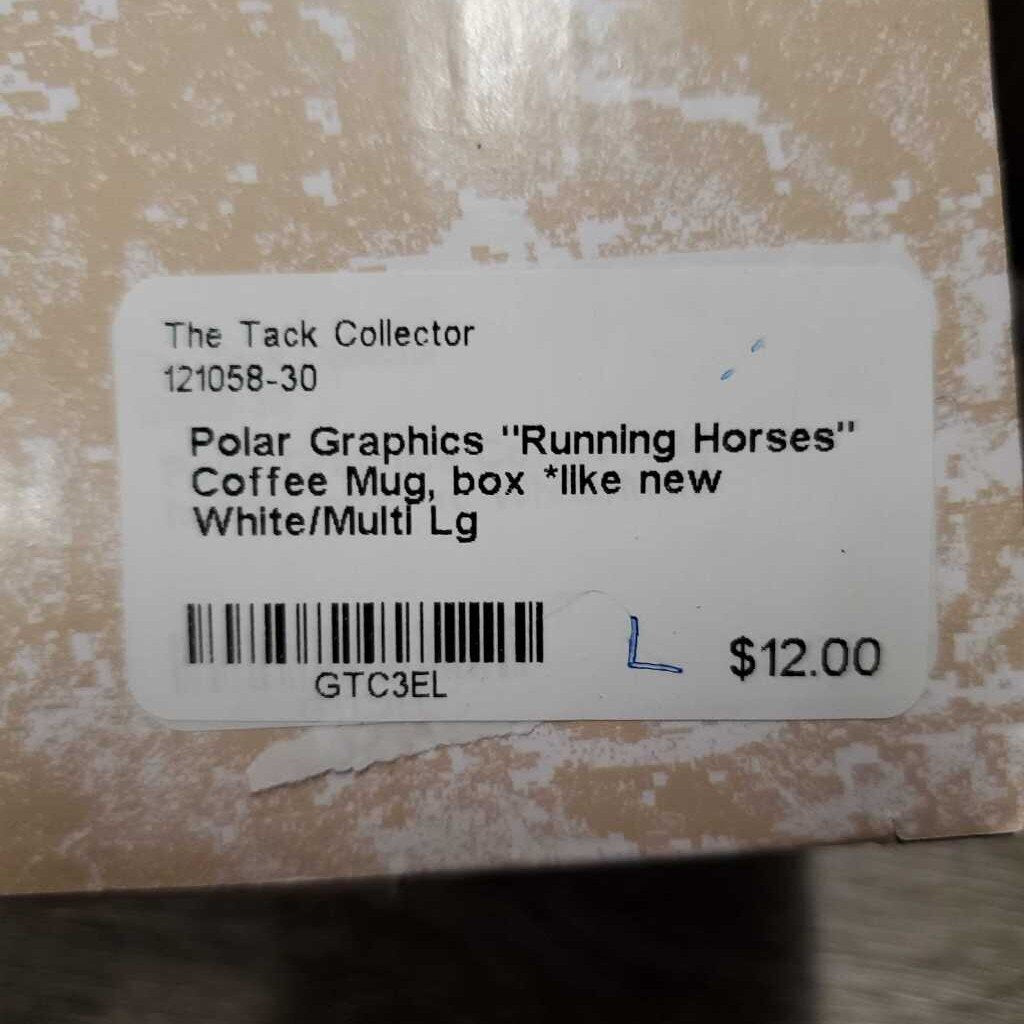 The Tack Collector
121058-30
Polar Graphics "Running Horses"
Coffee Mug, box *like new
White/Multi Lg
GTC3EL
L
$12.00